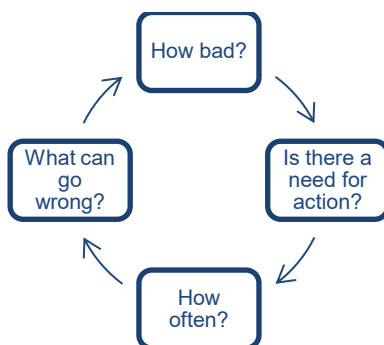 How bad?
What can
go
wrong?
Is there a
need for
action?
How
often?